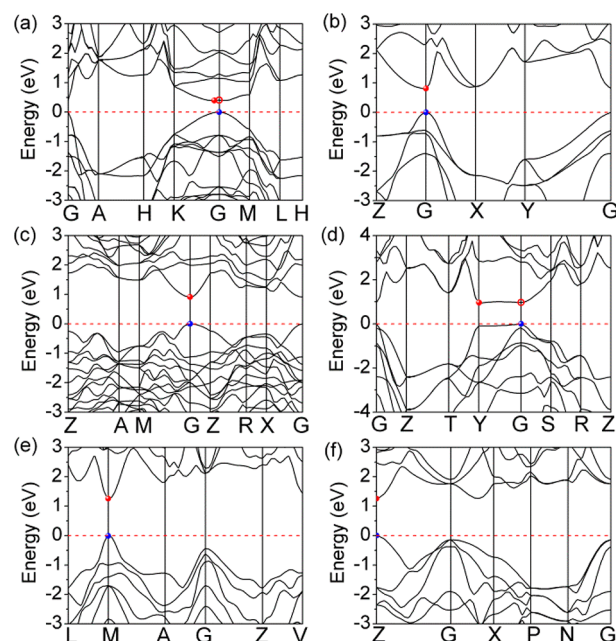 (a)
3
2
1
0
-1
-2
-3
Energy (eV)
G A H K G M L H
(b)
3
2
1
0
-1
-2
-3
Energy (eV)
Z G X Y G
(c)
3
2
1
0
-1
-2
-3
Energy (eV)
Z A M G Z R X G
(d)
4
2
0
-2
-4
Energy (eV)
G Z T Y G S R Z
(e)
3
2
1
0
-1
-2
-3
Energy (eV)
L M A G Z V
(f)
3
2
1
0
-1
-2
-3
Energy (eV)
Z G X P N G